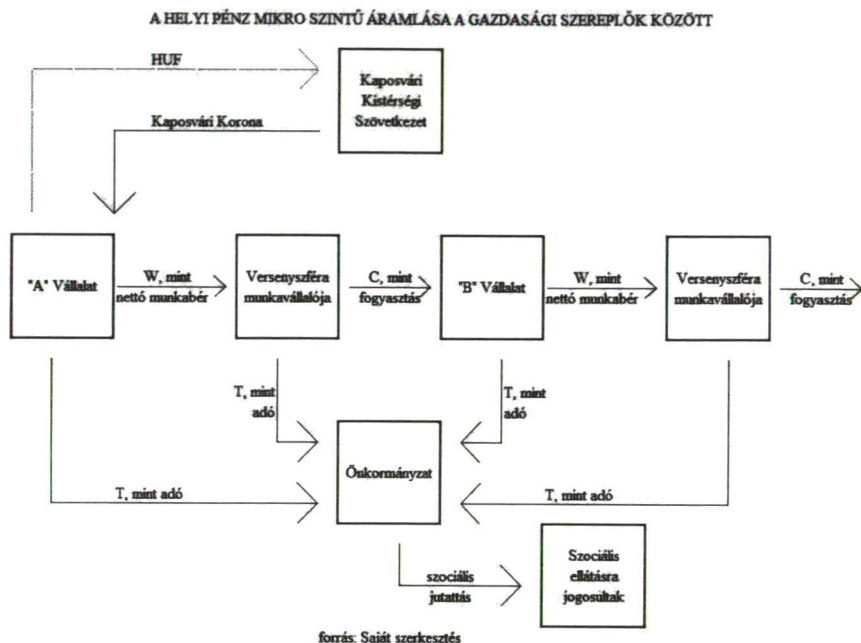 A HELYI PÉNZ MIKRO SZINTŰ ÁRAMLÁSA A GAZDASÁGI SZEREPLŐK KÖZÖTT
HUF
Kaposvári
Kistérségi
Szövetkezet
Kaposvári Korona
"A" Vállalat
W, mint
nettó munkabér
Versenyszféra
munkavállalója
C, mint
fogyasztás
"B" Vállalat
W, mint
nettó munkabér
Versenyszféra
munkavállalója
C, mint
fogyasztás
T, mint
adó
T, mint
adó
Önkormányzat
T, mint adó
T, mint adó
szociális
jutattás
Szociális
ellátásra
jogosultak
forrás: Saját szerkesztés